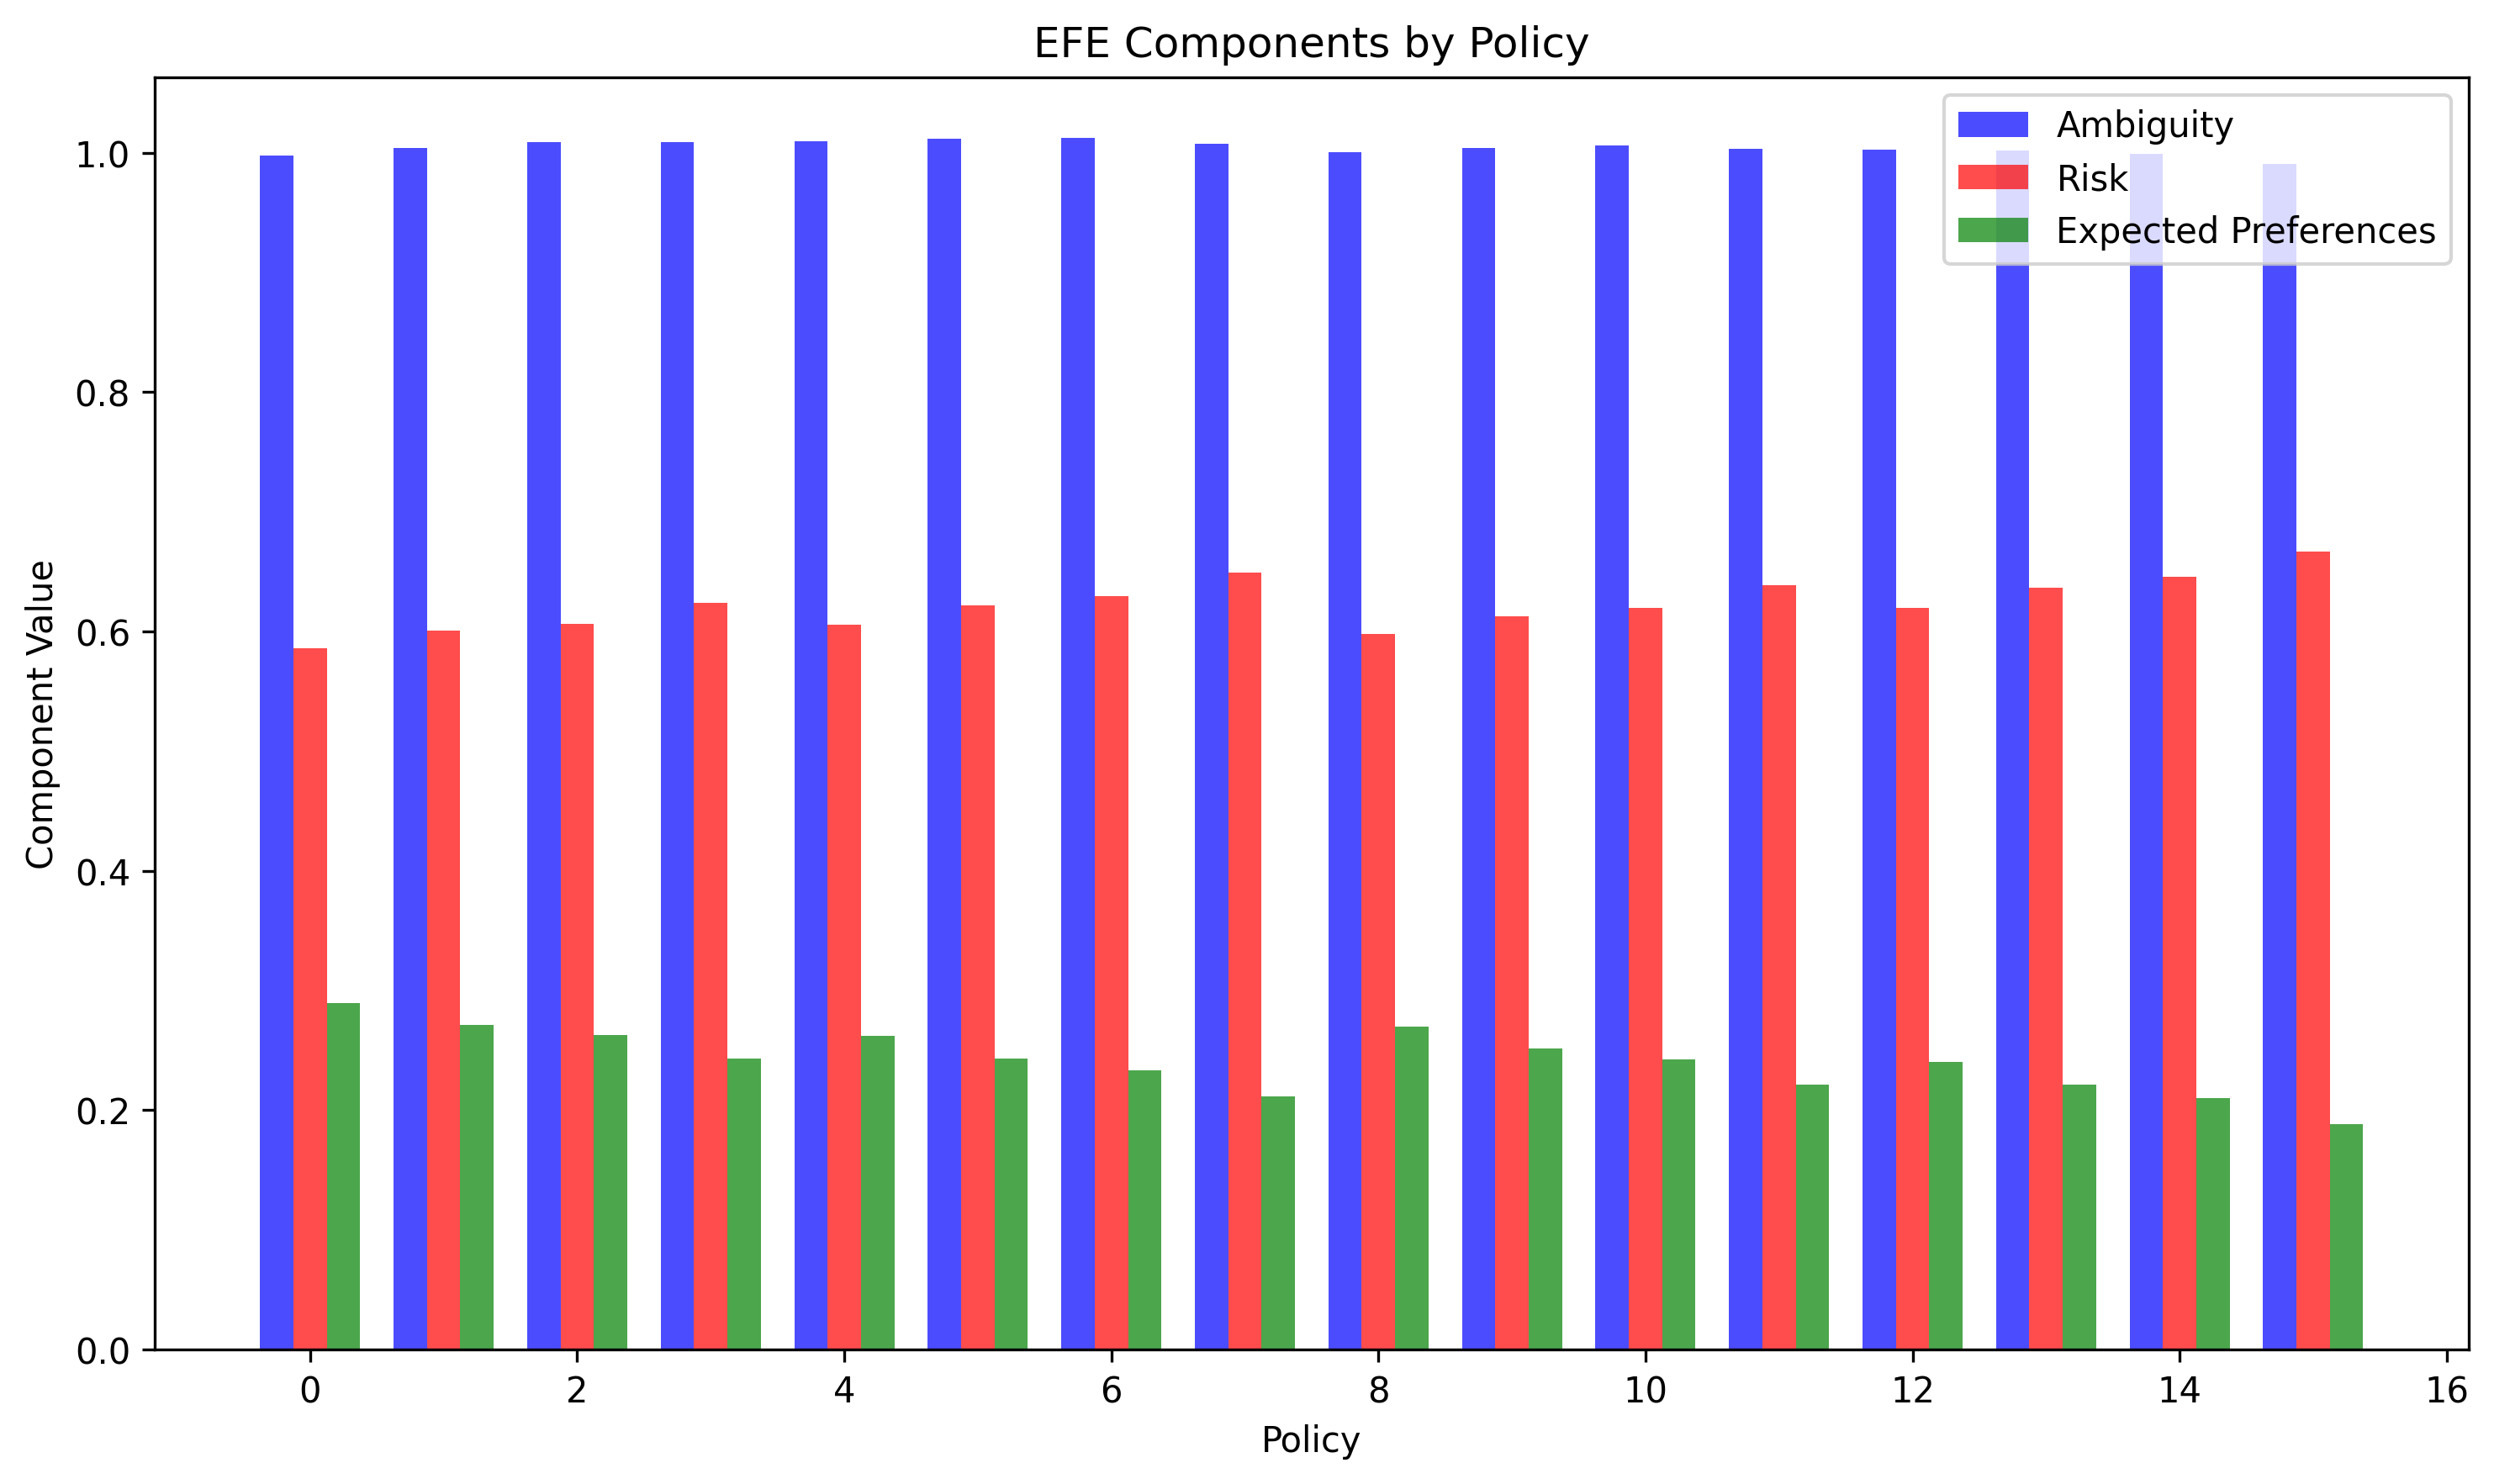 EFE Components by Policy
Ambiguity
Risk
Expected Preferences
Component Value
1.0
0.8
0.6
0.4
0.2
0.0
0 2 4 6 8 10 12 14 16
Policy